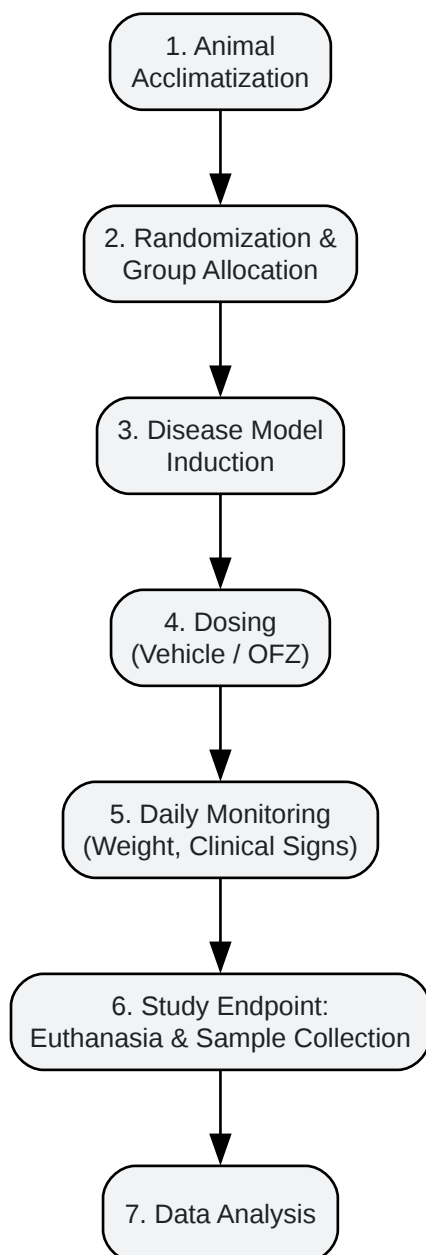 1. Animal
Acclimatization
2. Randomization &
Group Allocation
3. Disease Model
Induction
4. Dosing
(Vehicle / OFZ)
5. Daily Monitoring
(Weight, Clinical Signs)
6. Study Endpoint:
Euthanasia & Sample Collection
7. Data Analysis